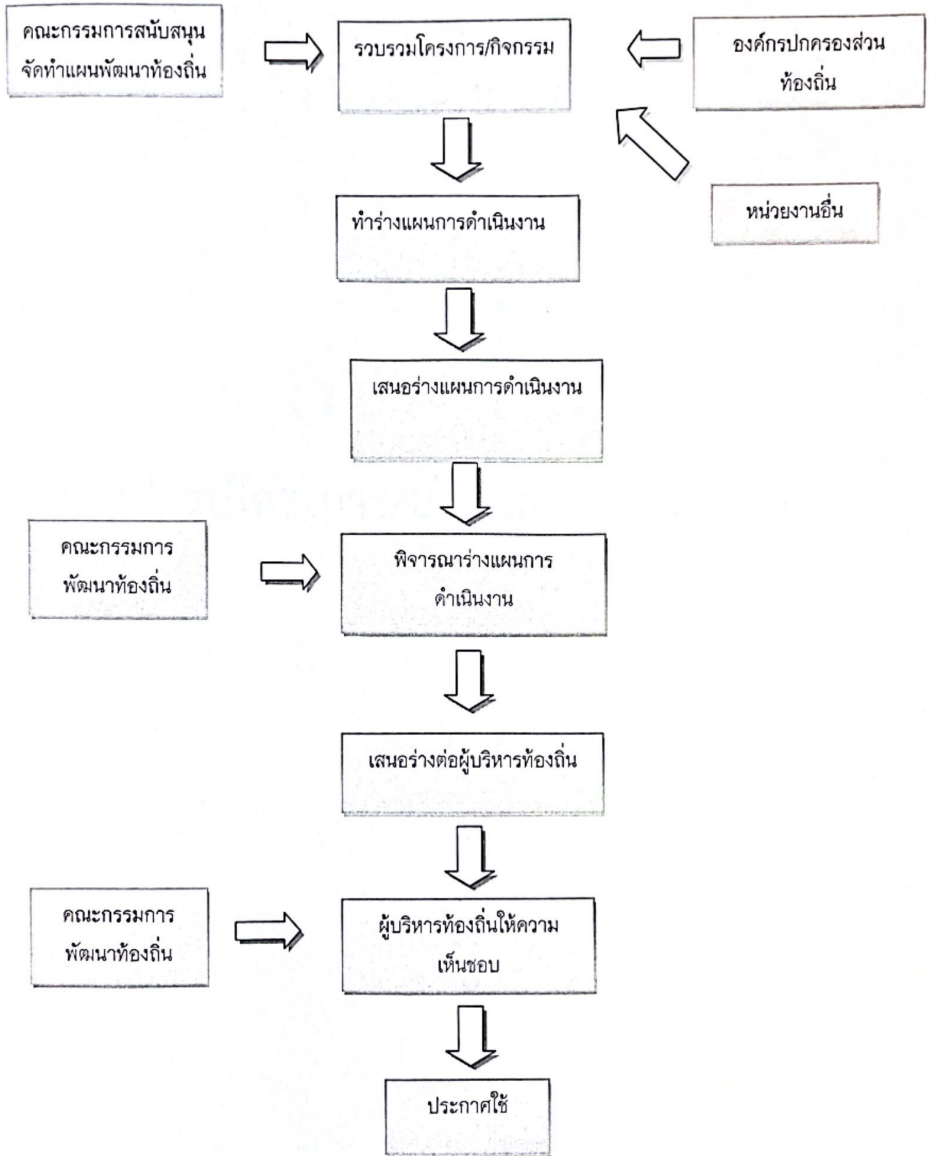 คณะกรรมการสนับสนุน
จัดทำแผนพัฒนาท้องถิ่น
รวบรวมโครงการ/กิจกรรม
องค์กรปกครองส่วน
ท้องถิ่น
หน่วยงานอื่น
ทำร่างแผนการดำเนินงาน
เสนอร่างแผนการดำเนินงาน
คณะกรรมการ
พัฒนาท้องถิ่น
พิจารณาร่างแผนการ
ดำเนินงาน
เสนอร่างต่อผู้บริหารท้องถิ่น
คณะกรรมการ
พัฒนาท้องถิ่น
ผู้บริหารท้องถิ่นให้ความ
เห็นชอบ
ประกาศใช้